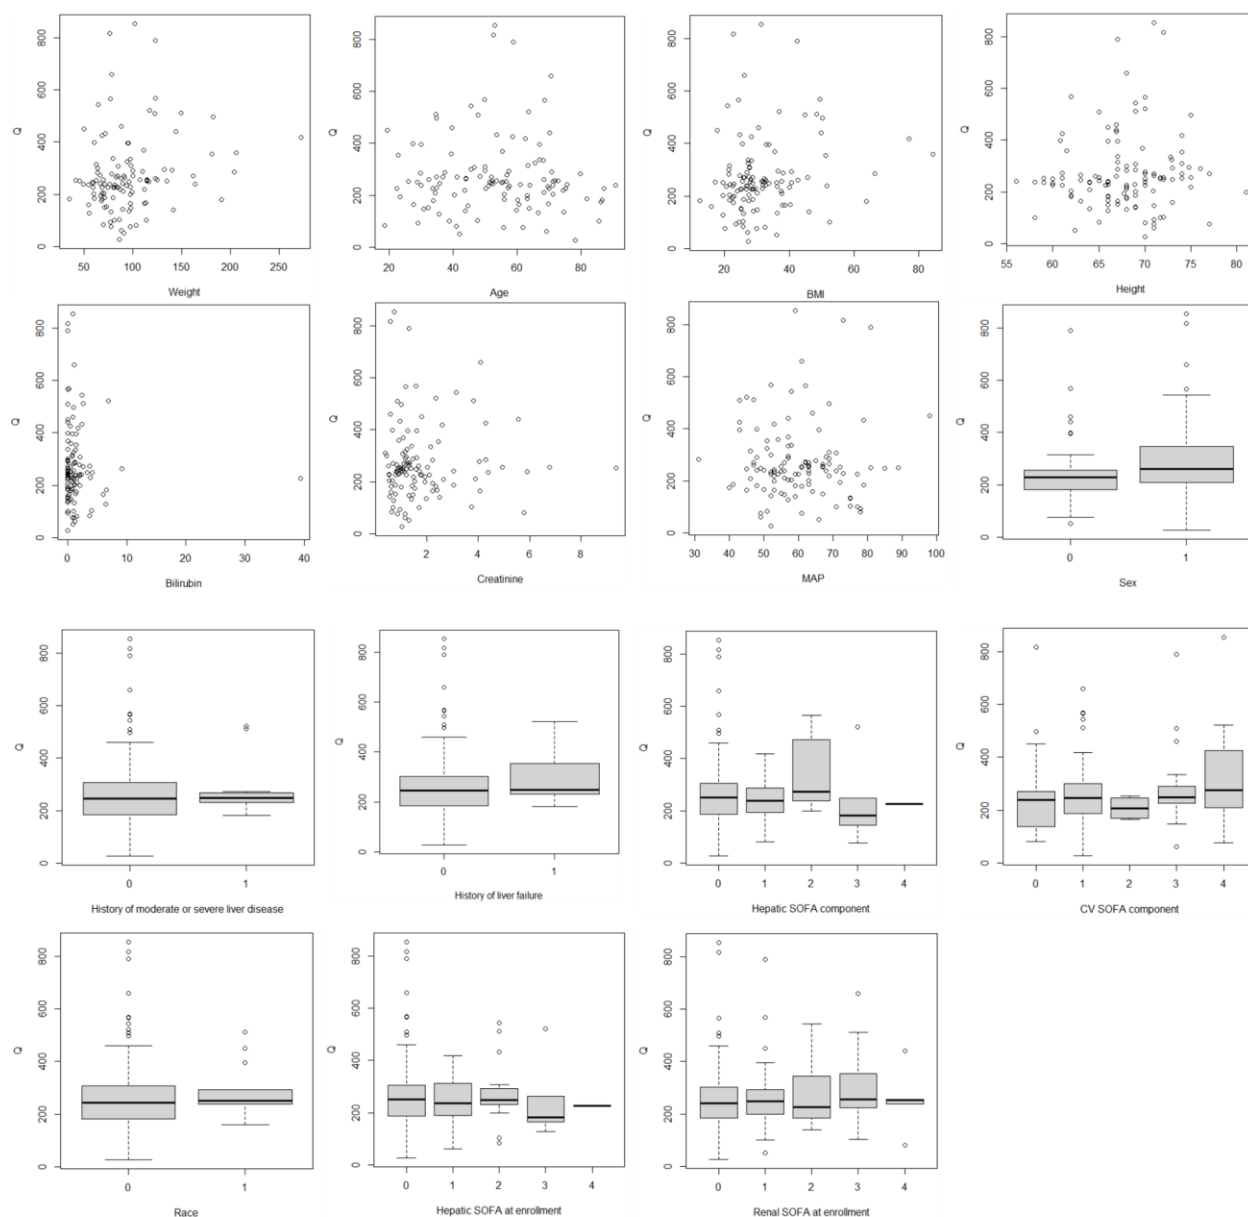 Q
0 200 400 600 800
50 100 150 200 250
Weight
Q
0 200 400 600 800
20 40 60 80
Age
Q
0 200 400 600 800
20 40 60 80
BMI
Q
0 200 400 600 800
55 60 65 70 75 80
Height
Q
0 200 400 600 800
0 10 20 30 40
Bilirubin
Q
0 200 400 600 800
2 4 6 8
Creatinine
Q
0 200 400 600 800
30 40 50 60 70 80 90 100
MAP
Q
0 200 400 600 800
0 1
Sex
Q
0 200 400 600 800
0 1
History of moderate or severe liver disease
Q
0 200 400 600 800
0 1
History of liver failure
Q
0 200 400 600 800
0 1 2 3 4
Hepatic SOFA component
Q
0 200 400 600 800
0 1 2 3 4
CV SOFA component
Q
0 200 400 600 800
0 1
Race
Q
0 200 400 600 800
0 1 2 3 4
Hepatic SOFA at enrollment
Q
0 200 400 600 800
0 1 2 3 4
Renal SOFA at enrollment